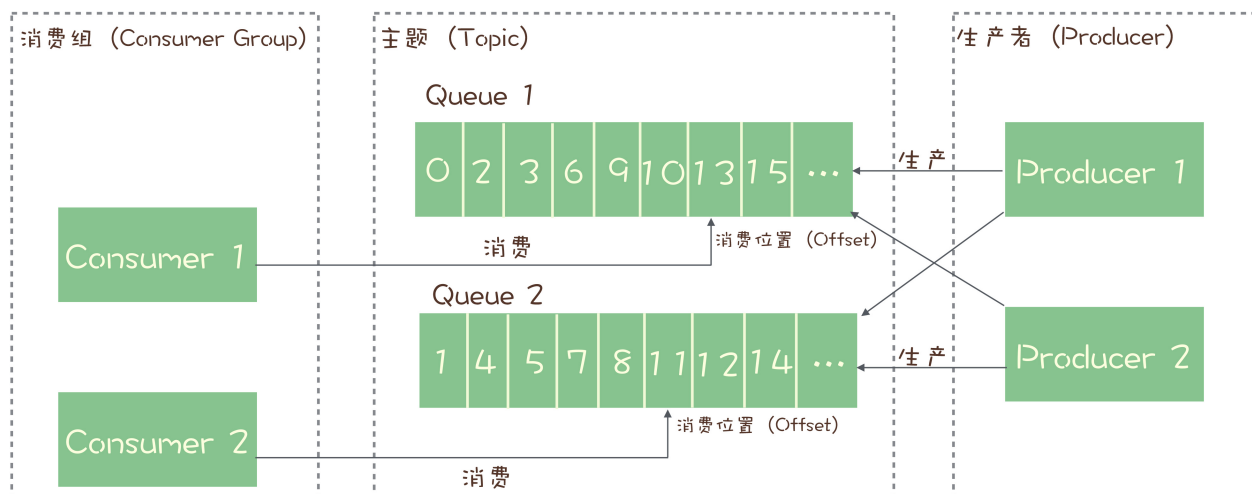 消费组 (Consumer Group)
主题 (Topic)
生产者 (Producer)
Queue 1
0 2 3 6 9 10 13 15 ...
生产
Producer 1
Consumer 1
消费
消费位置 (Offset)
Queue 2
1 4 5 7 8 11 12 14 ...
生产
Producer 2
Consumer 2
消费
消费位置 (Offset)